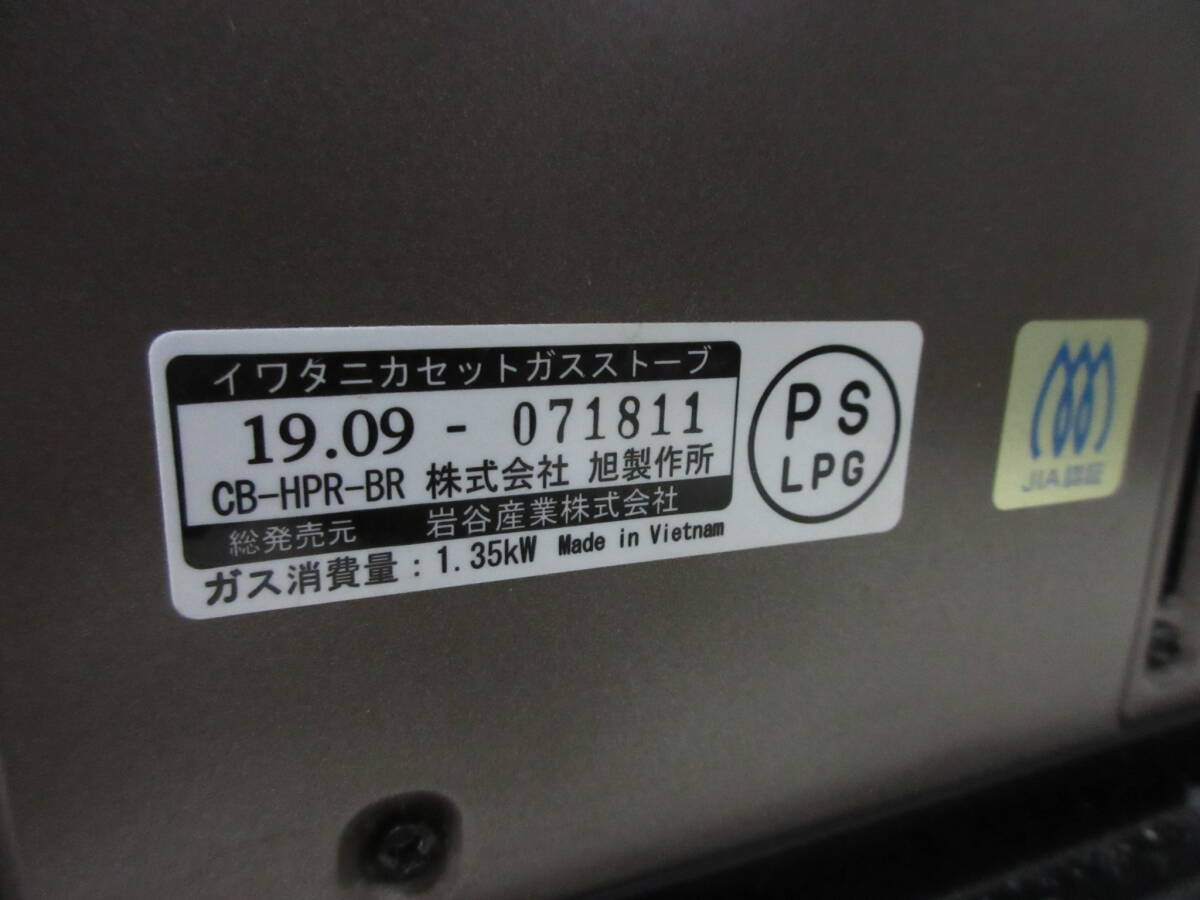 イワタニカセットガスストーブ
19.09 - 071811
CB-HPR-BR 株式会社 旭製作所
総発売元 岩谷産業株式会社
ガス消費量：1.35kW Made in Vietnam
PS
LPG
JIA認証